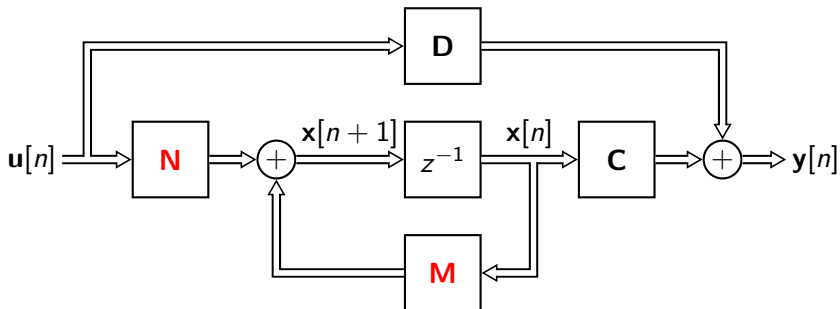 D
x[n + 1] x[n]
u[n] N + z⁻¹ C + y[n]
M